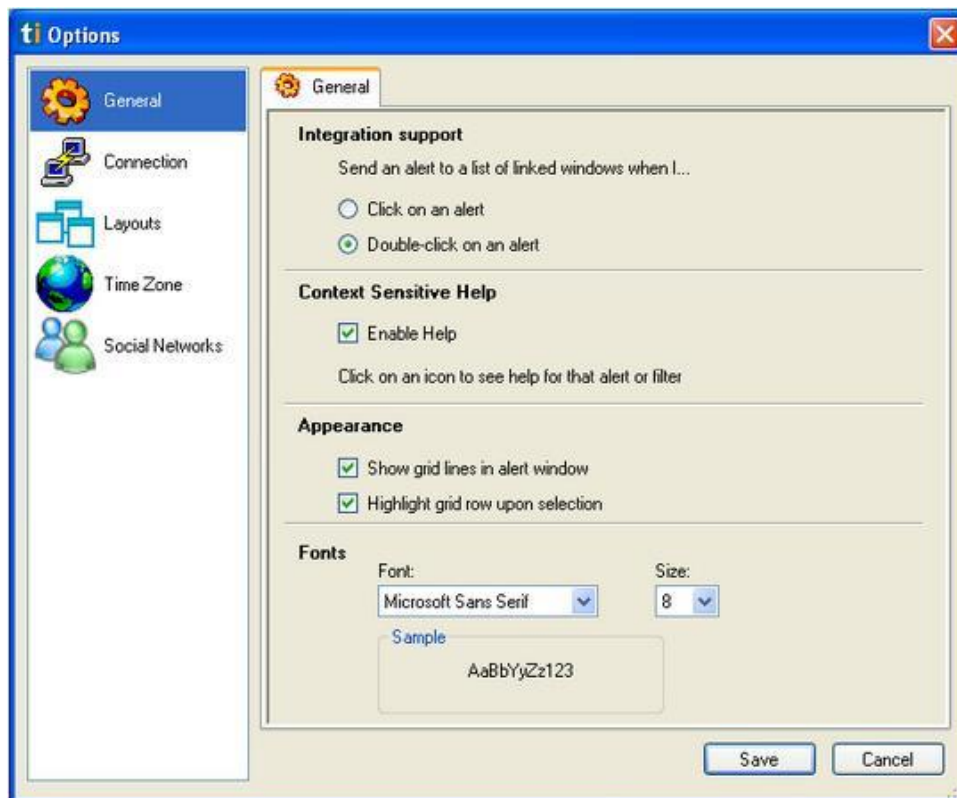 ti Options
General
Connection
Layouts
Time Zone
Social Networks
General
Integration support
Send an alert to a list of linked windows when I...
Click on an alert
Double-click on an alert
Context Sensitive Help
Enable Help
Click on an icon to see help for that alert or filter
Appearance
Show grid lines in alert window
Highlight grid row upon selection
Fonts
Font: Size:
Microsoft Sans Serif 8
Sample
AaBbYyZz123
Save Cancel